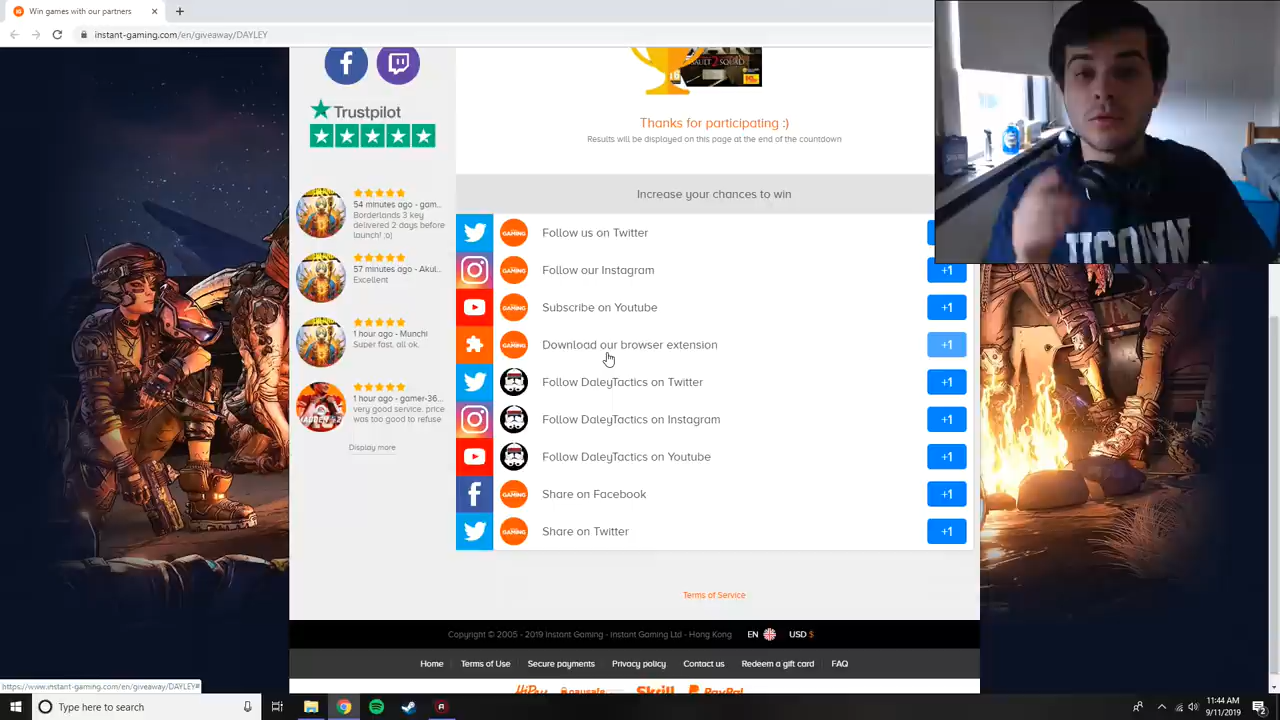 Win games with our partners
instant-gaming.com/en/giveaway/DAYLEY
Trustpilot
54 minutes ago - gam...
Borderlands 3 key
delivered 2 days before
launch! ;o)
57 minutes ago - Akul...
Excellent
1 hour ago - Munchi
Super fast, all ok.
1 hour ago - gamer-36...
very good service, price
was too good to refuse
Display more
Thanks for participating :)
Results will be displayed on this page at the end of the countdown
Increase your chances to win
Follow us on Twitter
Follow our Instagram +1
Subscribe on Youtube +1
Download our browser extension +1
Follow DaleyTactics on Twitter +1
Follow DaleyTactics on Instagram +1
Follow DaleyTactics on Youtube +1
Share on Facebook +1
Share on Twitter +1
Terms of Service
Copyright © 2005 - 2019 Instant Gaming - Instant Gaming Ltd - Hong Kong EN USD $
Home Terms of Use Secure payments Privacy policy Contact us Redeem a gift card FAQ
https://www.instant-gaming.com/en/giveaway/DAYLEY#
HiPay paysafe Skrill PayPal
Type here to search
11:44 AM
9/11/2019
UCONN